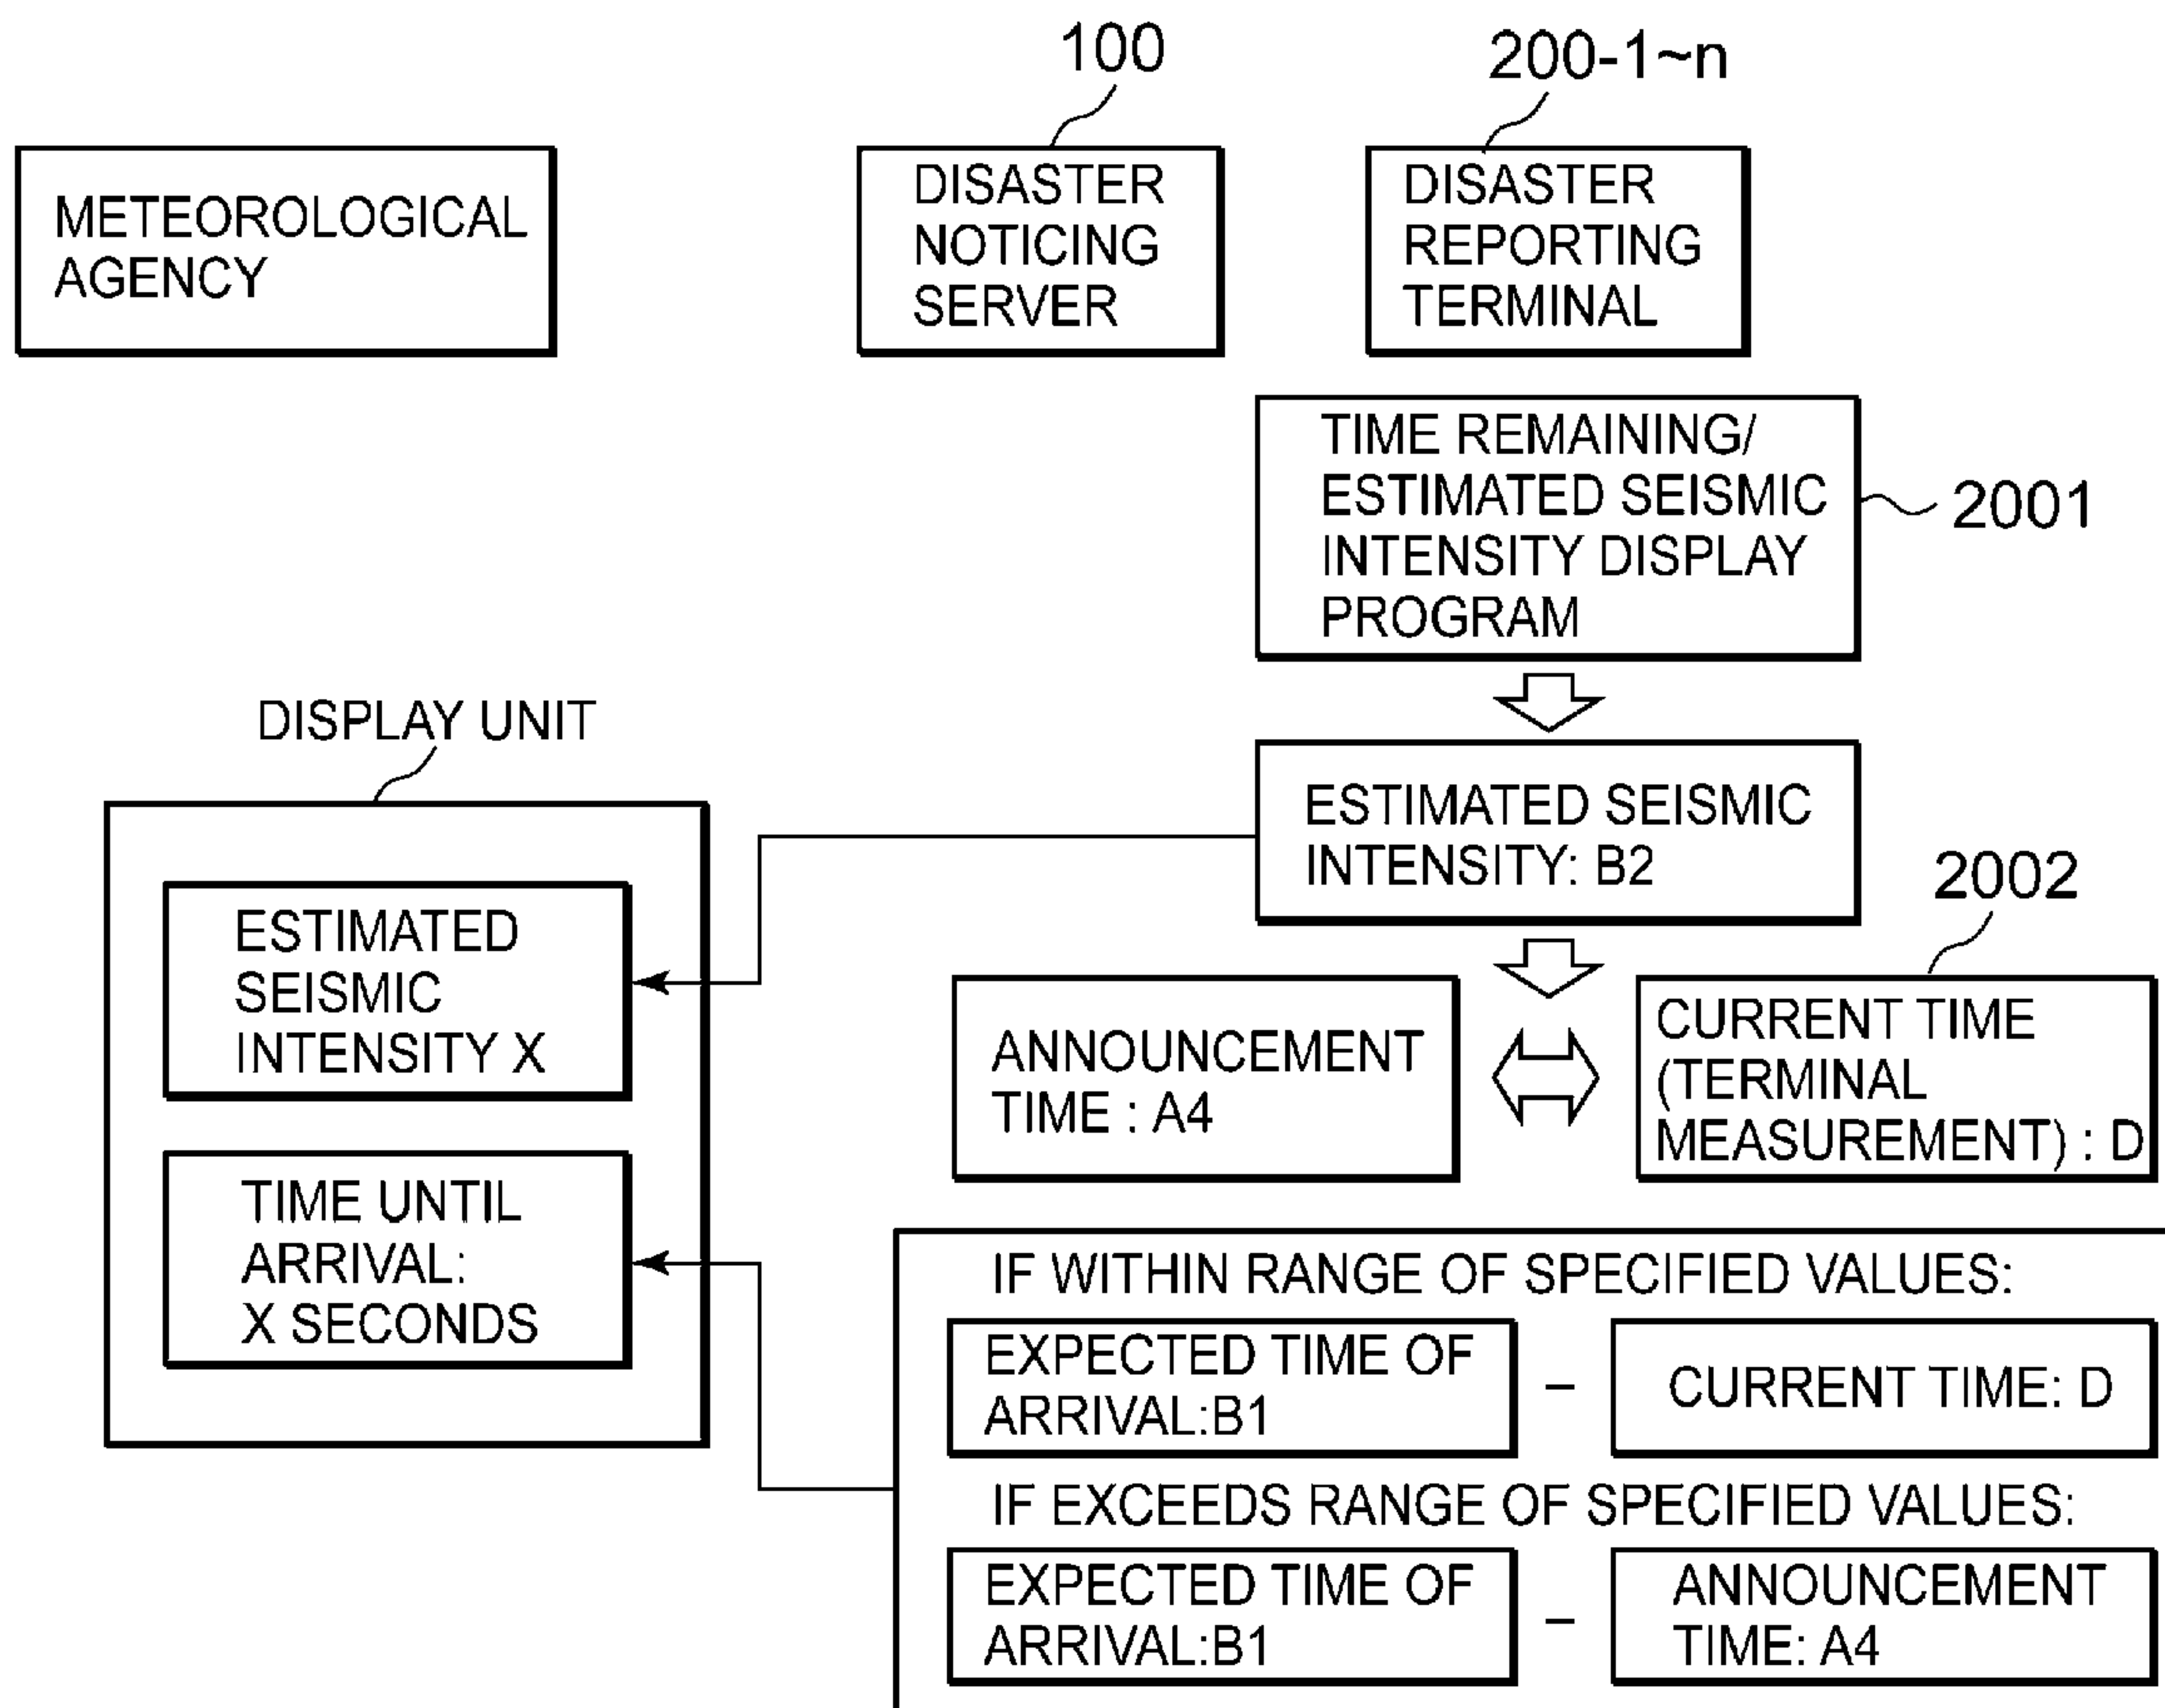 100
200-1~n
METEOROLOGICAL
AGENCY
DISASTER
NOTICING
SERVER
DISASTER
REPORTING
TERMINAL
TIME REMAINING/
ESTIMATED SEISMIC
INTENSITY DISPLAY
PROGRAM
2001
DISPLAY UNIT
ESTIMATED SEISMIC
INTENSITY: B2
2002
ESTIMATED
SEISMIC
INTENSITY X
ANNOUNCEMENT
TIME : A4
CURRENT TIME
(TERMINAL
MEASUREMENT) : D
TIME UNTIL
ARRIVAL:
X SECONDS
IF WITHIN RANGE OF SPECIFIED VALUES:
EXPECTED TIME OF
ARRIVAL:B1
–
CURRENT TIME: D
IF EXCEEDS RANGE OF SPECIFIED VALUES:
EXPECTED TIME OF
ARRIVAL:B1
–
ANNOUNCEMENT
TIME: A4